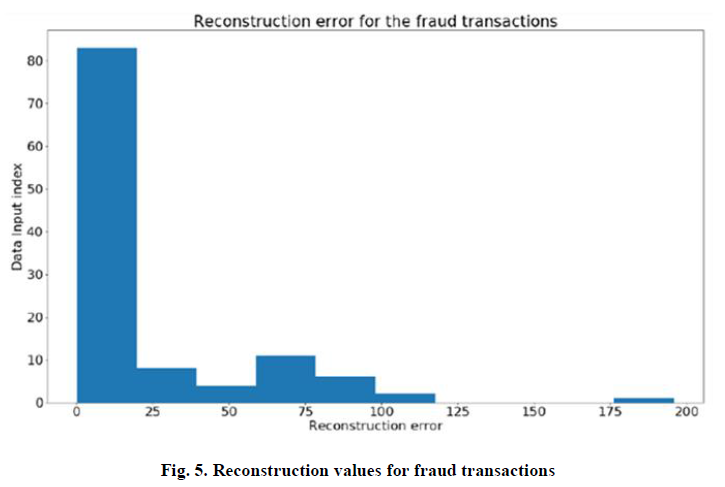 Reconstruction error for the fraud transactions
Data Input index
80
70
60
50
40
30
20
10
0
0 25 50 75 100 125 150 175 200
Reconstruction error
Fig. 5. Reconstruction values for fraud transactions